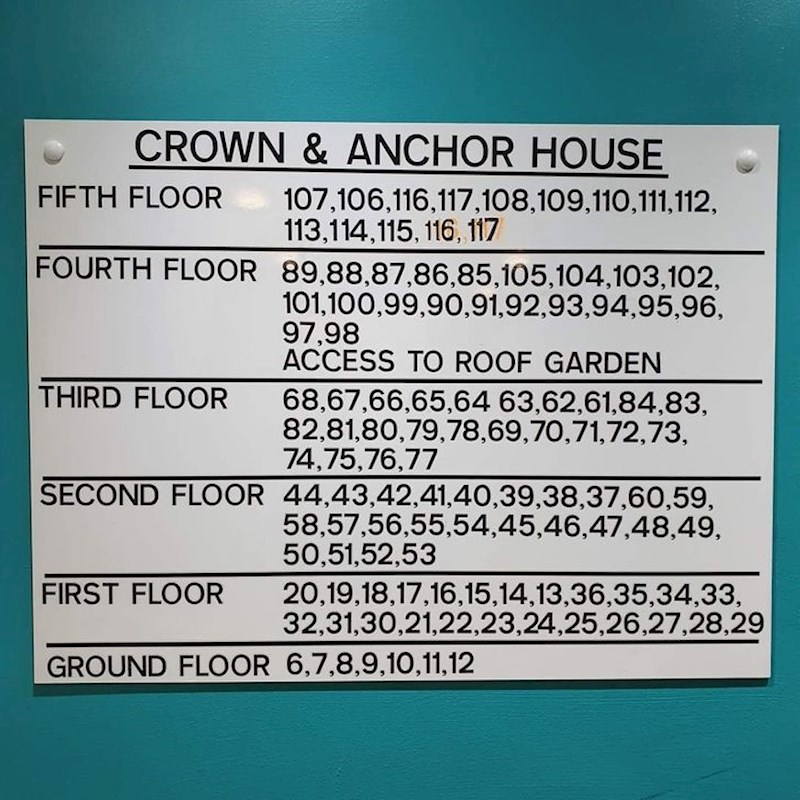 CROWN & ANCHOR HOUSE
FIFTH FLOOR 107,106,116,117,108,109,110,111,112,
113,114,115, 116, 117
FOURTH FLOOR 89,88,87,86,85,105,104,103,102,
101,100,99,90,91,92,93,94,95,96,
97,98
ACCESS TO ROOF GARDEN
THIRD FLOOR 68,67,66,65,64 63,62,61,84,83,
82,81,80,79,78,69,70,71,72,73,
74,75,76,77
SECOND FLOOR 44,43,42,41,40,39,38,37,60,59,
58,57,56,55,54,45,46,47,48,49,
50,51,52,53
FIRST FLOOR 20,19,18,17,16,15,14,13,36,35,34,33,
32,31,30,21,22,23,24,25,26,27,28,29
GROUND FLOOR 6,7,8,9,10,11,12